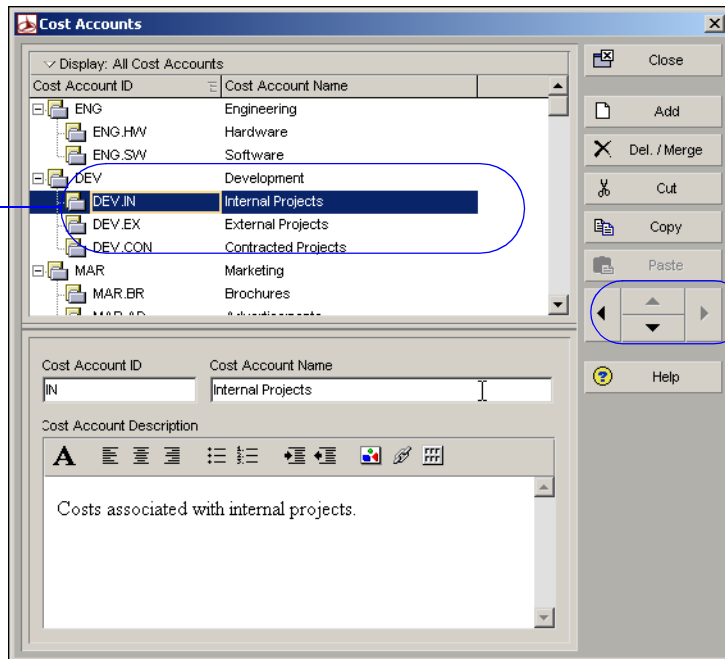 Cost Accounts
Display: All Cost Accounts
Cost Account ID Cost Account Name
ENG Engineering
ENG.HW Hardware
ENG.SW Software
DEV Development
DEV.IN Internal Projects
DEV.EX External Projects
DEV.CON Contracted Projects
MAR Marketing
MAR.BR Brochures
Close
Add
Del. / Merge
Cut
Copy
Paste
Help
Cost Account ID Cost Account Name
IN Internal Projects
Cost Account Description
A
Costs associated with internal projects.